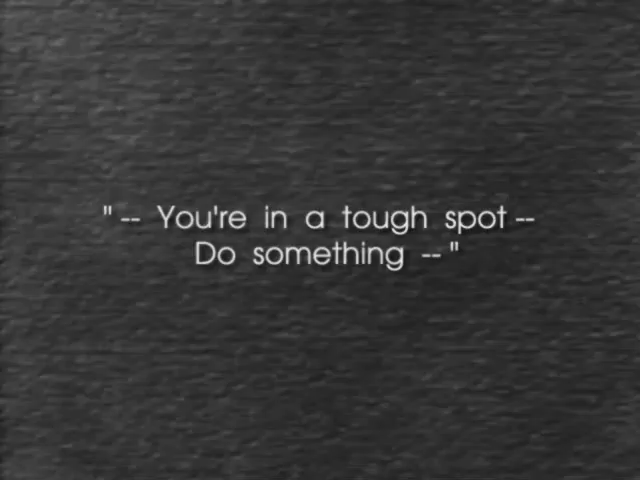 " -- You're in a tough spot --
Do something -- "